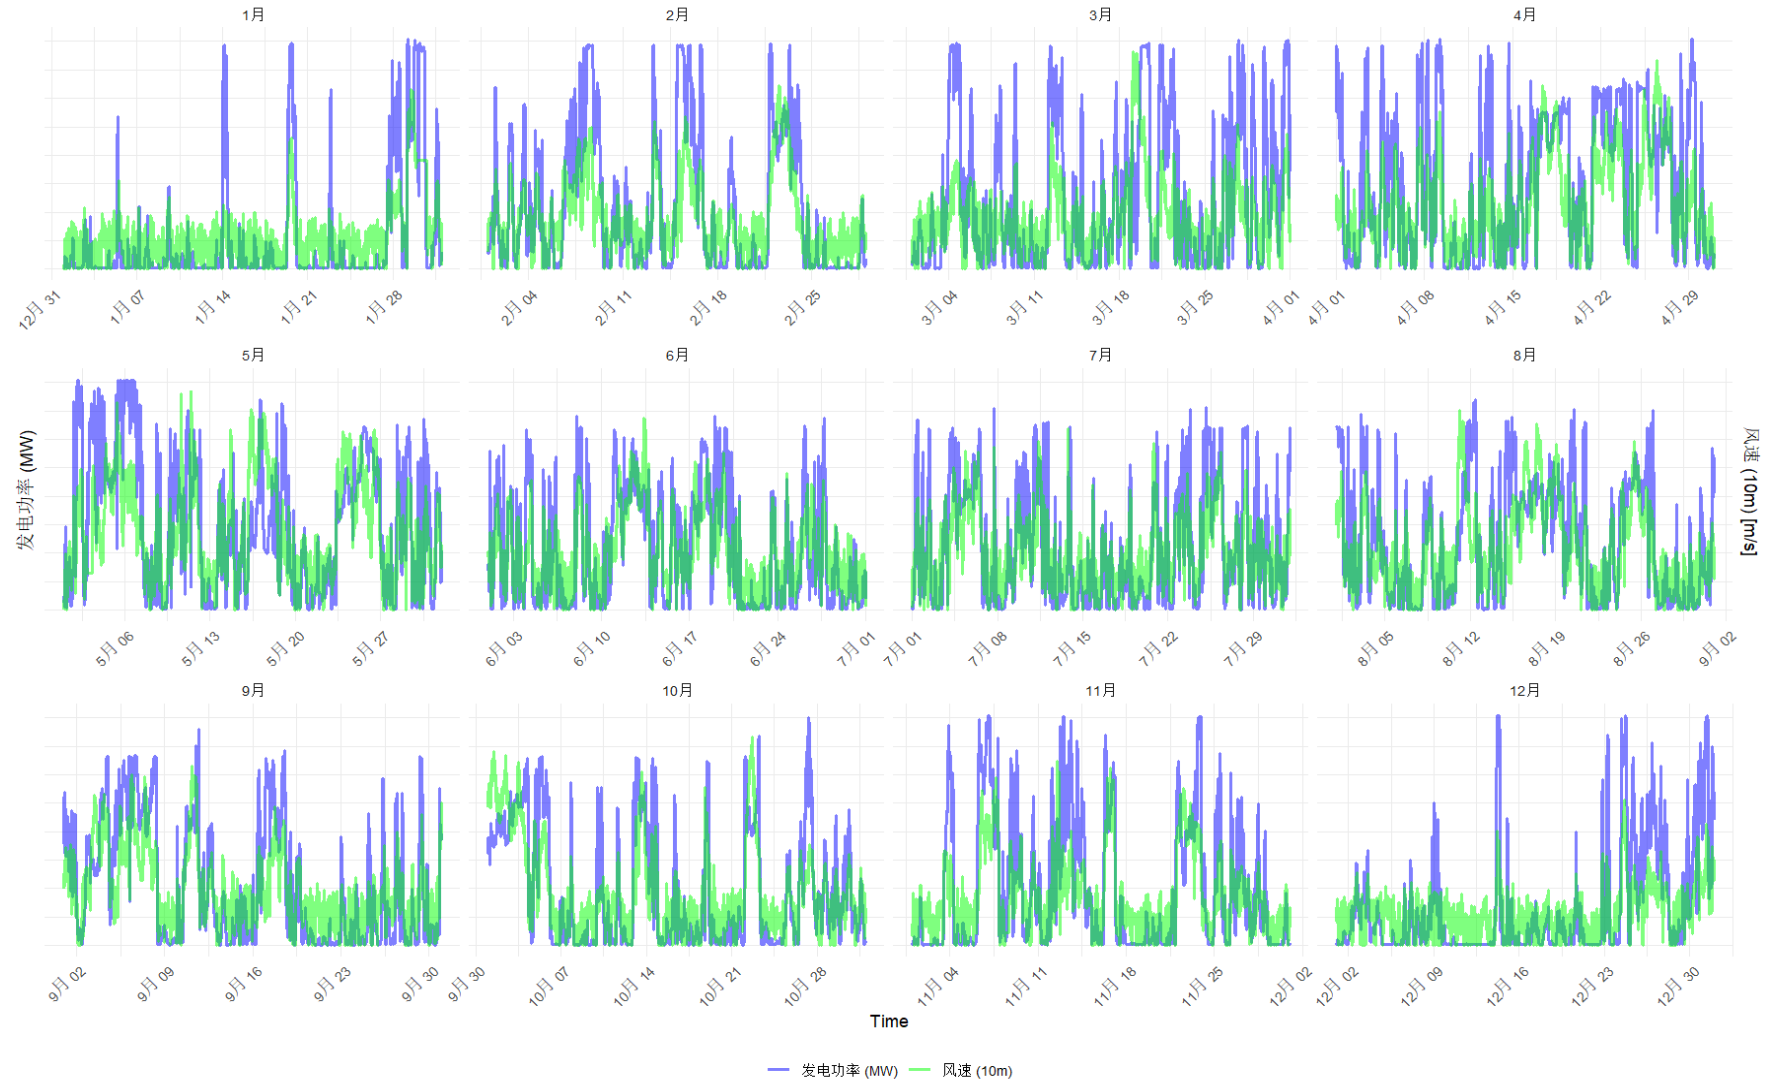 1月
2月
3月
4月
12月 31
1月 07
1月 14
1月 21
1月 28
2月 04
2月 11
2月 18
2月 25
3月 04
3月 11
3月 18
3月 25
4月 01
4月 01
4月 08
4月 15
4月 22
4月 29
5月
6月
7月
8月
发电功率 (MW)
风速 (10m) [m/s]
5月 06
5月 13
5月 20
5月 27
6月 03
6月 10
6月 17
6月 24
7月 01
7月 01
7月 08
7月 15
7月 22
7月 29
8月 05
8月 12
8月 19
8月 26
9月 02
9月
10月
11月
12月
9月 02
9月 09
9月 16
9月 23
9月 30
9月 30
10月 07
10月 14
10月 21
10月 28
11月 04
11月 11
11月 18
11月 25
12月 02
12月 02
12月 09
12月 16
12月 23
12月 30
Time
发电功率 (MW) 风速 (10m)